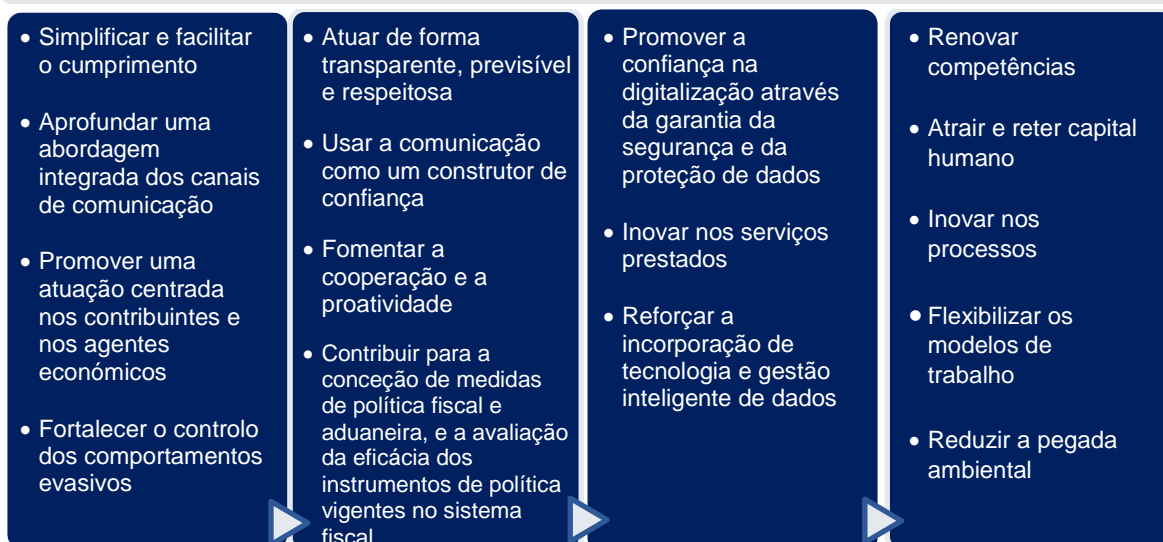 • Simplificar e facilitar
o cumprimento
• Aprofundar uma
abordagem
integrada dos canais
de comunicação
• Promover uma
atuação centrada
nos contribuintes e
nos agentes
económicos
• Fortalecer o controlo
dos comportamentos
evasivos
• Atuar de forma
transparente, previsível
e respeitosa
• Usar a comunicação
como um construtor de
confiança
• Fomentar a
cooperação e a
proatividade
• Contribuir para a
conceção de medidas
de política fiscal e
aduaneira, e a avaliação
da eficácia dos
instrumentos de política
vigentes no sistema
fiscal
• Promover a
confiança na
digitalização através
da garantia da
segurança e da
proteção de dados
• Inovar nos serviços
prestados
• Reforçar a
incorporação de
tecnologia e gestão
inteligente de dados
• Renovar
competências
• Atrair e reter capital
humano
• Inovar nos
processos
• Flexibilizar os
modelos de
trabalho
• Reduzir a pegada
ambiental